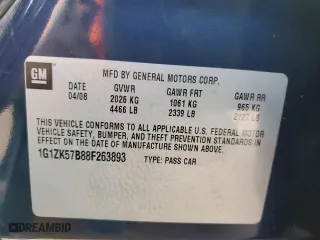 GM
MFD BY GENERAL MOTORS CORP.
DATE GVWR GAWR FRT GAWR RR
04/08 2026 KG 1061 KG 965 KG
4466 LB 2339 LB 2127 LB
THIS VEHICLE CONFORMS TO ALL APPLICABLE U.S. FEDERAL MOTOR
VEHICLE SAFETY, BUMPER, AND THEFT PREVENTION STANDARDS
IN EFFECT ON THE DATE OF MANUFACTURE SHOWN ABOVE.
1G1ZK57B88F263893 TYPE: PASS CAR
DREAMBID